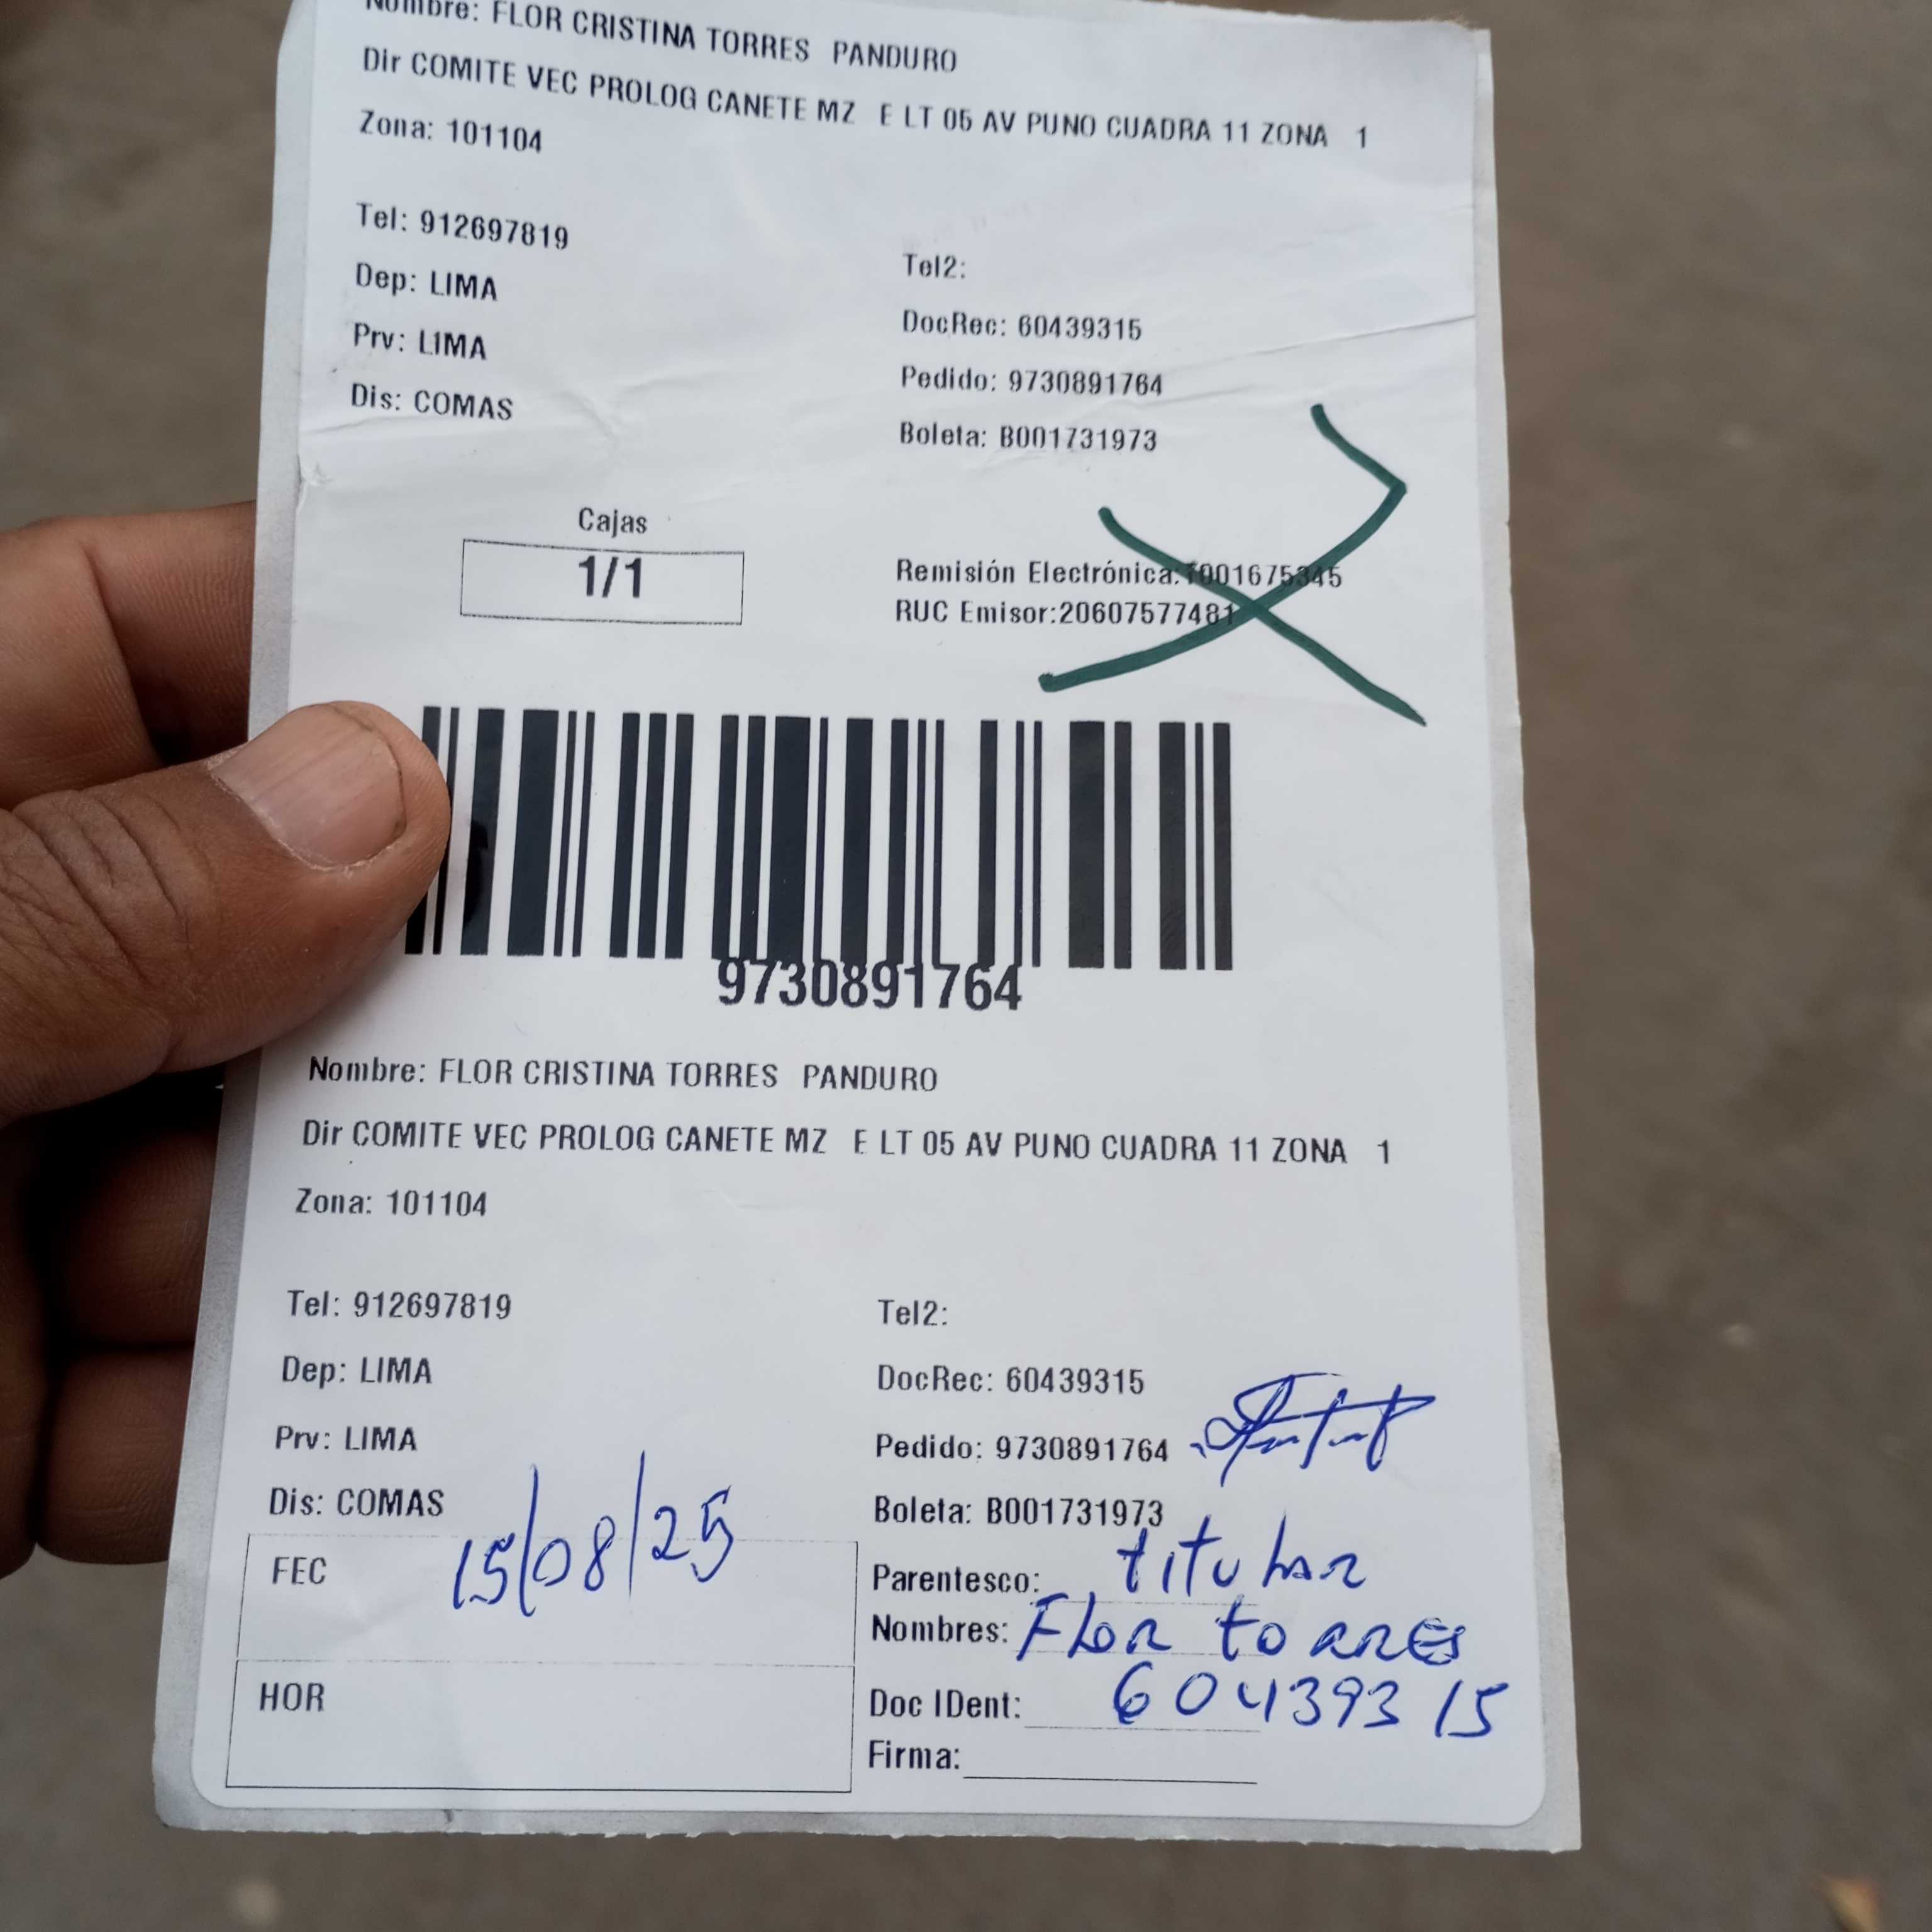 Nombre: FLOR CRISTINA TORRES PANDURO
Dir COMITE VEC PROLOG CANETE MZ E LT 05 AV PUNO CUADRA 11 ZONA 1
Zona: 101104
Tel: 912697819
Tel2:
Dep: LIMA
DocRec: 60439315
Prv: LIMA
Pedido: 9730891764
Dis: COMAS
Boleta: B001731973
Cajas
1/1
Remisión Electrónica:T001675345
RUC Emisor:20607577481
9730891764
Nombre: FLOR CRISTINA TORRES PANDURO
Dir COMITE VEC PROLOG CANETE MZ E LT 05 AV PUNO CUADRA 11 ZONA 1
Zona: 101104
Tel: 912697819
Tel2:
Dep: LIMA
DocRec: 60439315
Prv: LIMA
Pedido: 9730891764
Dis: COMAS
Boleta: B001731973
FEC 15/08/25
Parentesco: titular
Nombres: Flor torres
HOR
Doc IDent: 60439315
Firma: